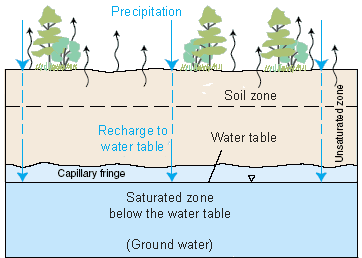 Precipitation
Soil zone
Unsaturated zone
Recharge to
water table
Water table
Capillary fringe
Saturated zone
below the water table
(Ground water)